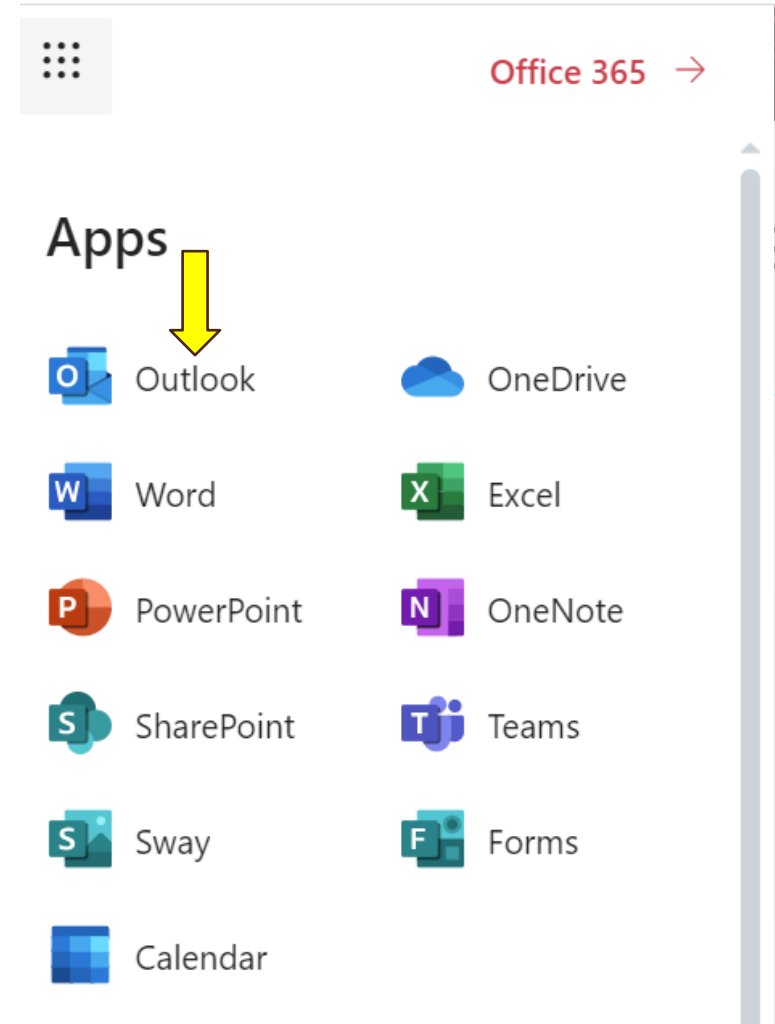 Office 365 →
Apps
O Outlook
OneDrive
W Word
X Excel
P PowerPoint
N OneNote
S SharePoint
T Teams
S Sway
F Forms
Calendar